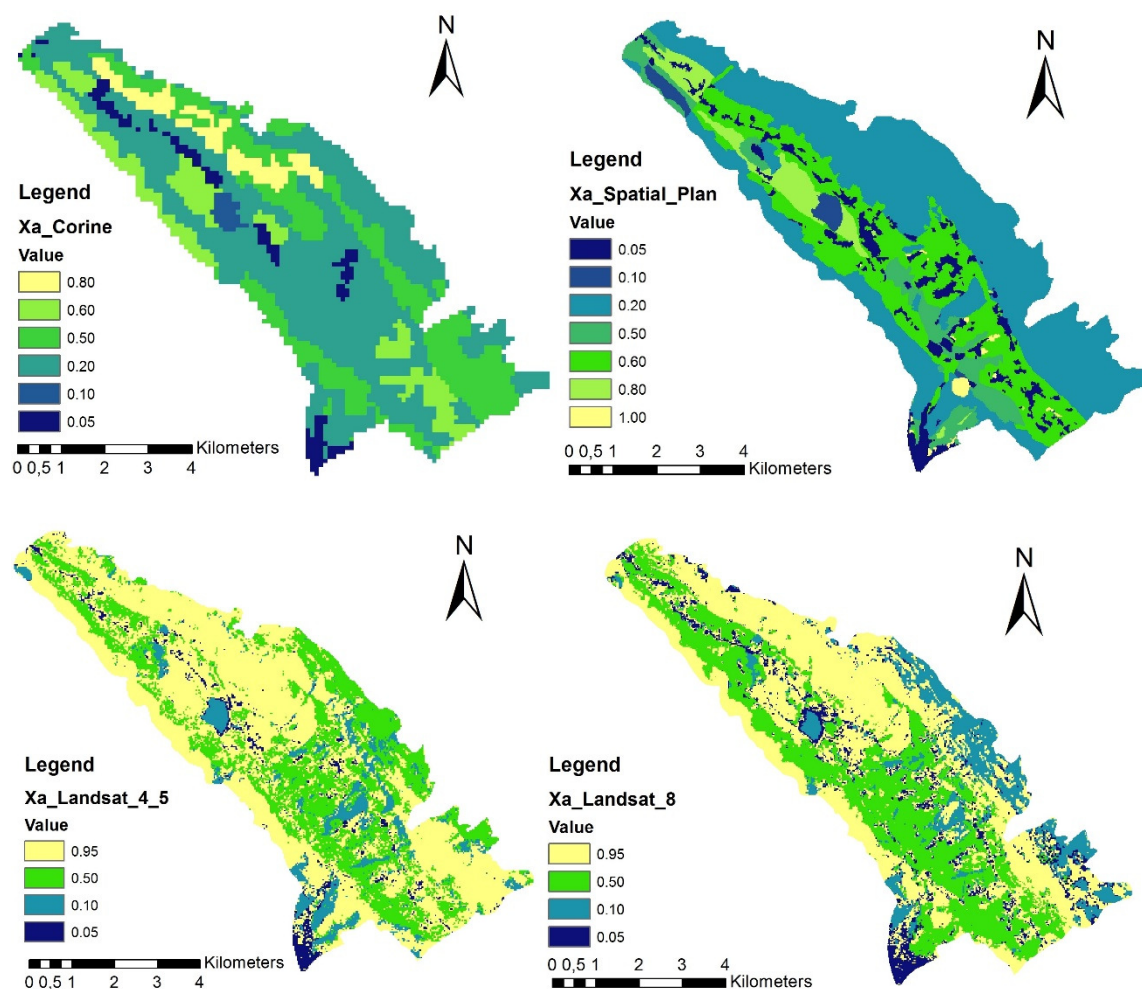 N
Legend
Xa_Corine
Value
0.80
0.60
0.50
0.20
0.10
0.05
Kilometers
0 0,5 1 2 3 4
N
Legend
Xa_Spatial_Plan
Value
0.05
0.10
0.20
0.50
0.60
0.80
1.00
Kilometers
0 0,5 1 2 3 4
N
Legend
Xa_Landsat_4_5
Value
0.95
0.50
0.10
0.05
Kilometers
0 0,5 1 2 3 4
N
Legend
Xa_Landsat_8
Value
0.95
0.50
0.10
0.05
Kilometers
0 0,5 1 2 3 4